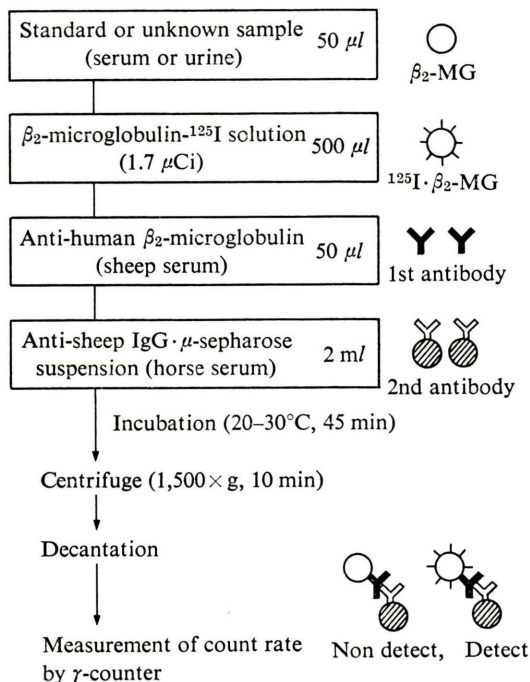 Standard or unknown sample
(serum or urine)
50 μl
β₂-MG
β₂-microglobulin-¹²⁵I solution
(1.7 μCi)
500 μl
¹²⁵I·β₂-MG
Anti-human β₂-microglobulin
(sheep serum)
50 μl
1st antibody
Anti-sheep IgG·μ-sepharose
suspension (horse serum)
2 ml
2nd antibody
Incubation (20–30°C, 45 min)
Centrifuge (1,500×g, 10 min)
Decantation
Measurement of count rate
by γ-counter
Non detect, Detect